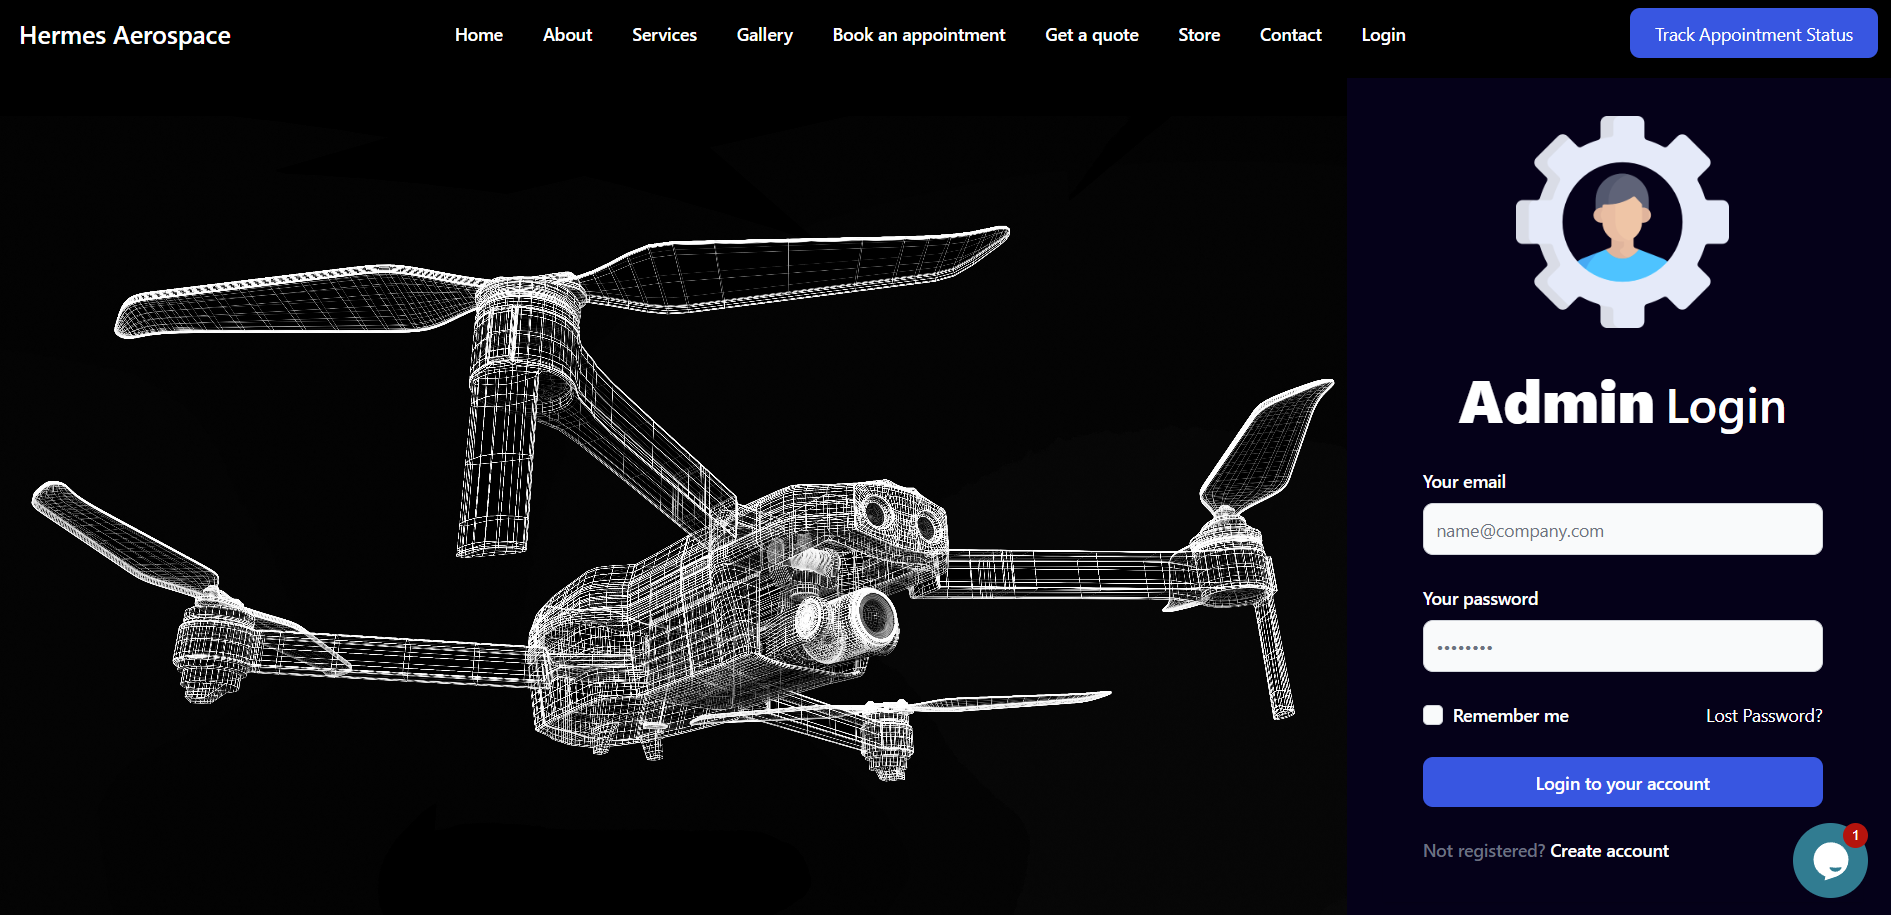 Hermes Aerospace
Home About Services Gallery Book an appointment Get a quote Store Contact Login
Track Appointment Status
Admin Login
Your email
name@company.com
Your password
••••••••
Remember me
Lost Password?
Login to your account
Not registered? Create account
1